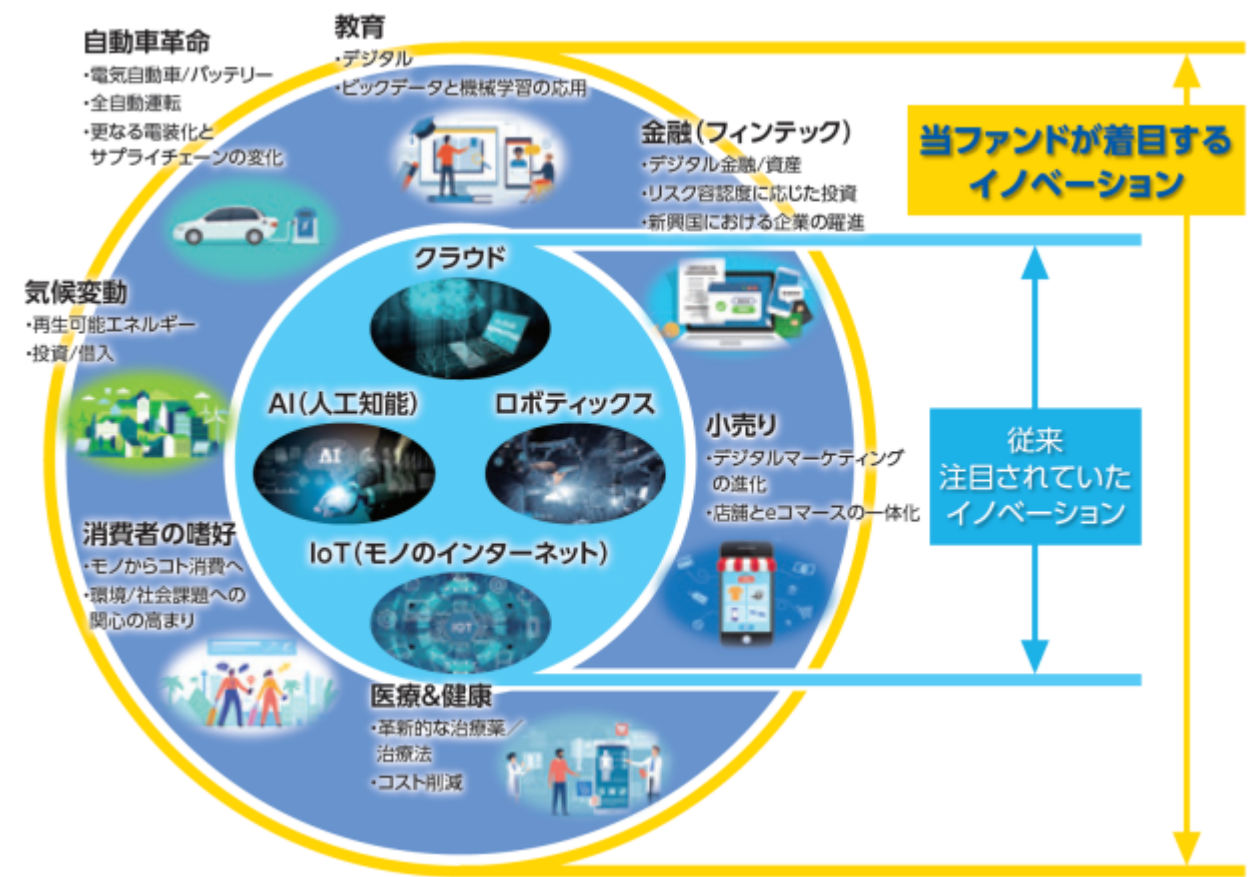 教育
・デジタル
・ビックデータと機械学習の応用
自動車革命
・電気自動車/バッテリー
・全自動運転
・更なる電装化と
サプライチェーンの変化
金融（フィンテック）
・デジタル金融/資産
・リスク容認度に応じた投資
・新興国における企業の躍進
当ファンドが着目する
イノベーション
クラウド
気候変動
・再生可能エネルギー
・投資/借入
AI（人工知能）
AI
ロボティックス
小売り
・デジタルマーケティング
の進化
・店舗とeコマースの一体化
従来
注目されていた
イノベーション
消費者の嗜好
・モノからコト消費へ
・環境/社会課題への
関心の高まり
IoT（モノのインターネット）
IOT
医療&健康
・革新的な治療薬／
治療法
・コスト削減